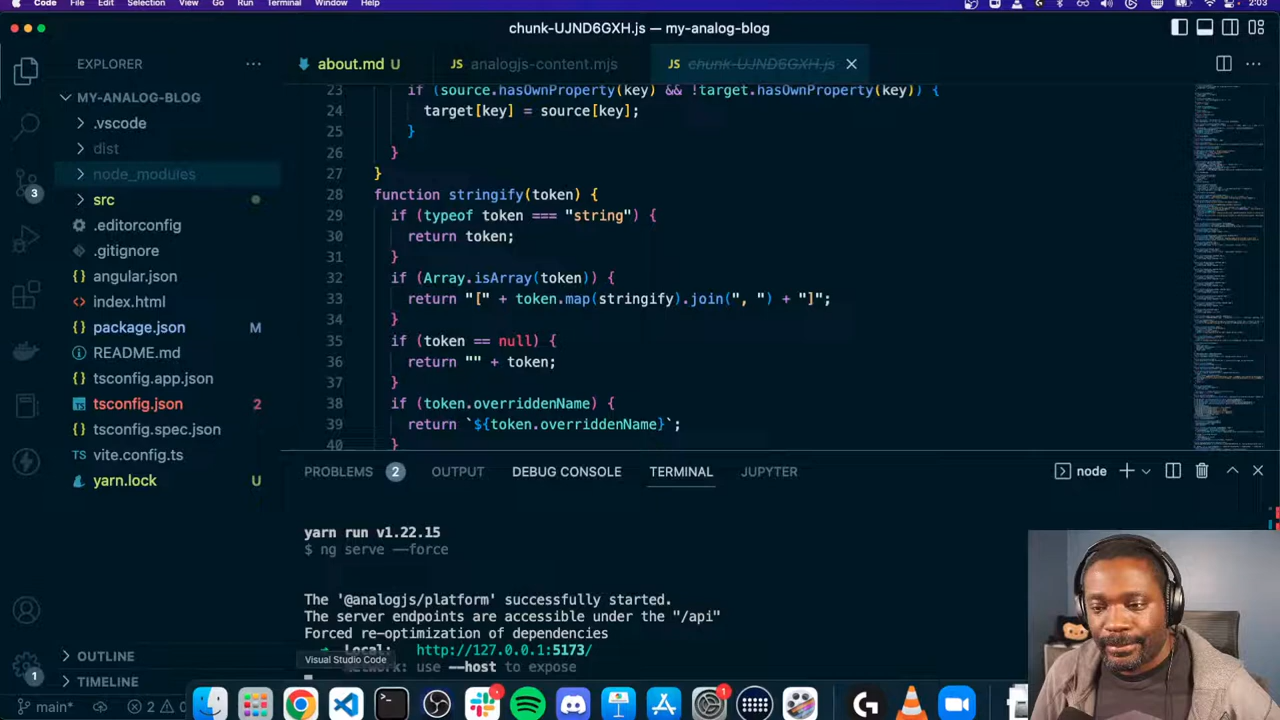 Code File Edit Selection View Go Run Terminal Window Help 2:03
chunk-UJND6GXH.js — my-analog-blog
EXPLORER
about.md U
analogjs-content.mjs
chunk-UJND6GXH.js
MY-ANALOG-BLOG
.vscode
dist
node_modules
src
.editorconfig
.gitignore
angular.json
index.html
package.json M
README.md
tsconfig.app.json
tsconfig.json 2
tsconfig.spec.json
vite.config.ts
yarn.lock U
OUTLINE
TIMELINE
3
1
23 if (source.hasOwnProperty(key) && !target.hasOwnProperty(key)) {
24 target[key] = source[key];
25 }
26 }
27 }
28 function stringify(token) {
29 if (typeof token === "string") {
30 return token;
31 }
32 if (Array.isArray(token)) {
33 return "[" + token.map(stringify).join(", ") + "]";
34 }
35 if (token == null) {
36 return "" + token;
37 }
38 if (token.overriddenName) {
39 return `${token.overriddenName}`;
40 }
PROBLEMS 2 OUTPUT DEBUG CONSOLE TERMINAL JUPYTER
node
yarn run v1.22.15
$ ng serve --force
The '@analogjs/platform' successfully started.
The server endpoints are accessible under the "/api"
Forced re-optimization of dependencies
Local: http://127.0.0.1:5173/
Visual Studio Code
use --host to expose
main* 2
1
1